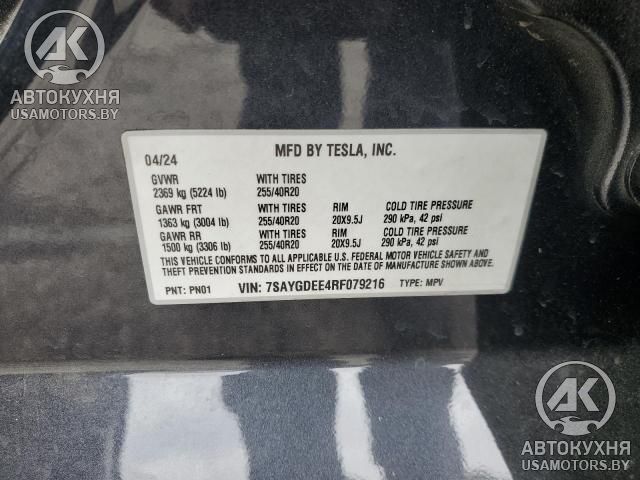 АВТОКУХНЯ
USAMOTORS.BY
MFD BY TESLA, INC.
04/24
GVWR WITH TIRES
2369 kg (5224 lb) 255/40R20
GAWR FRT WITH TIRES RIM COLD TIRE PRESSURE
1363 kg (3004 lb) 255/40R20 20X9.5J 290 kPa, 42 psi
GAWR RR WITH TIRES RIM COLD TIRE PRESSURE
1500 kg (3306 lb) 255/40R20 20X9.5J 290 kPa, 42 psi
THIS VEHICLE CONFORMS TO ALL APPLICABLE U.S. FEDERAL MOTOR VEHICLE SAFETY AND
THEFT PREVENTION STANDARDS IN EFFECT ON THE DATE OF MANUFACTURE SHOWN ABOVE.
PNT: PN01 VIN: 7SAYGDEE4RF079216 TYPE: MPV
АК
АВТОКУХНЯ
USAMOTORS.BY